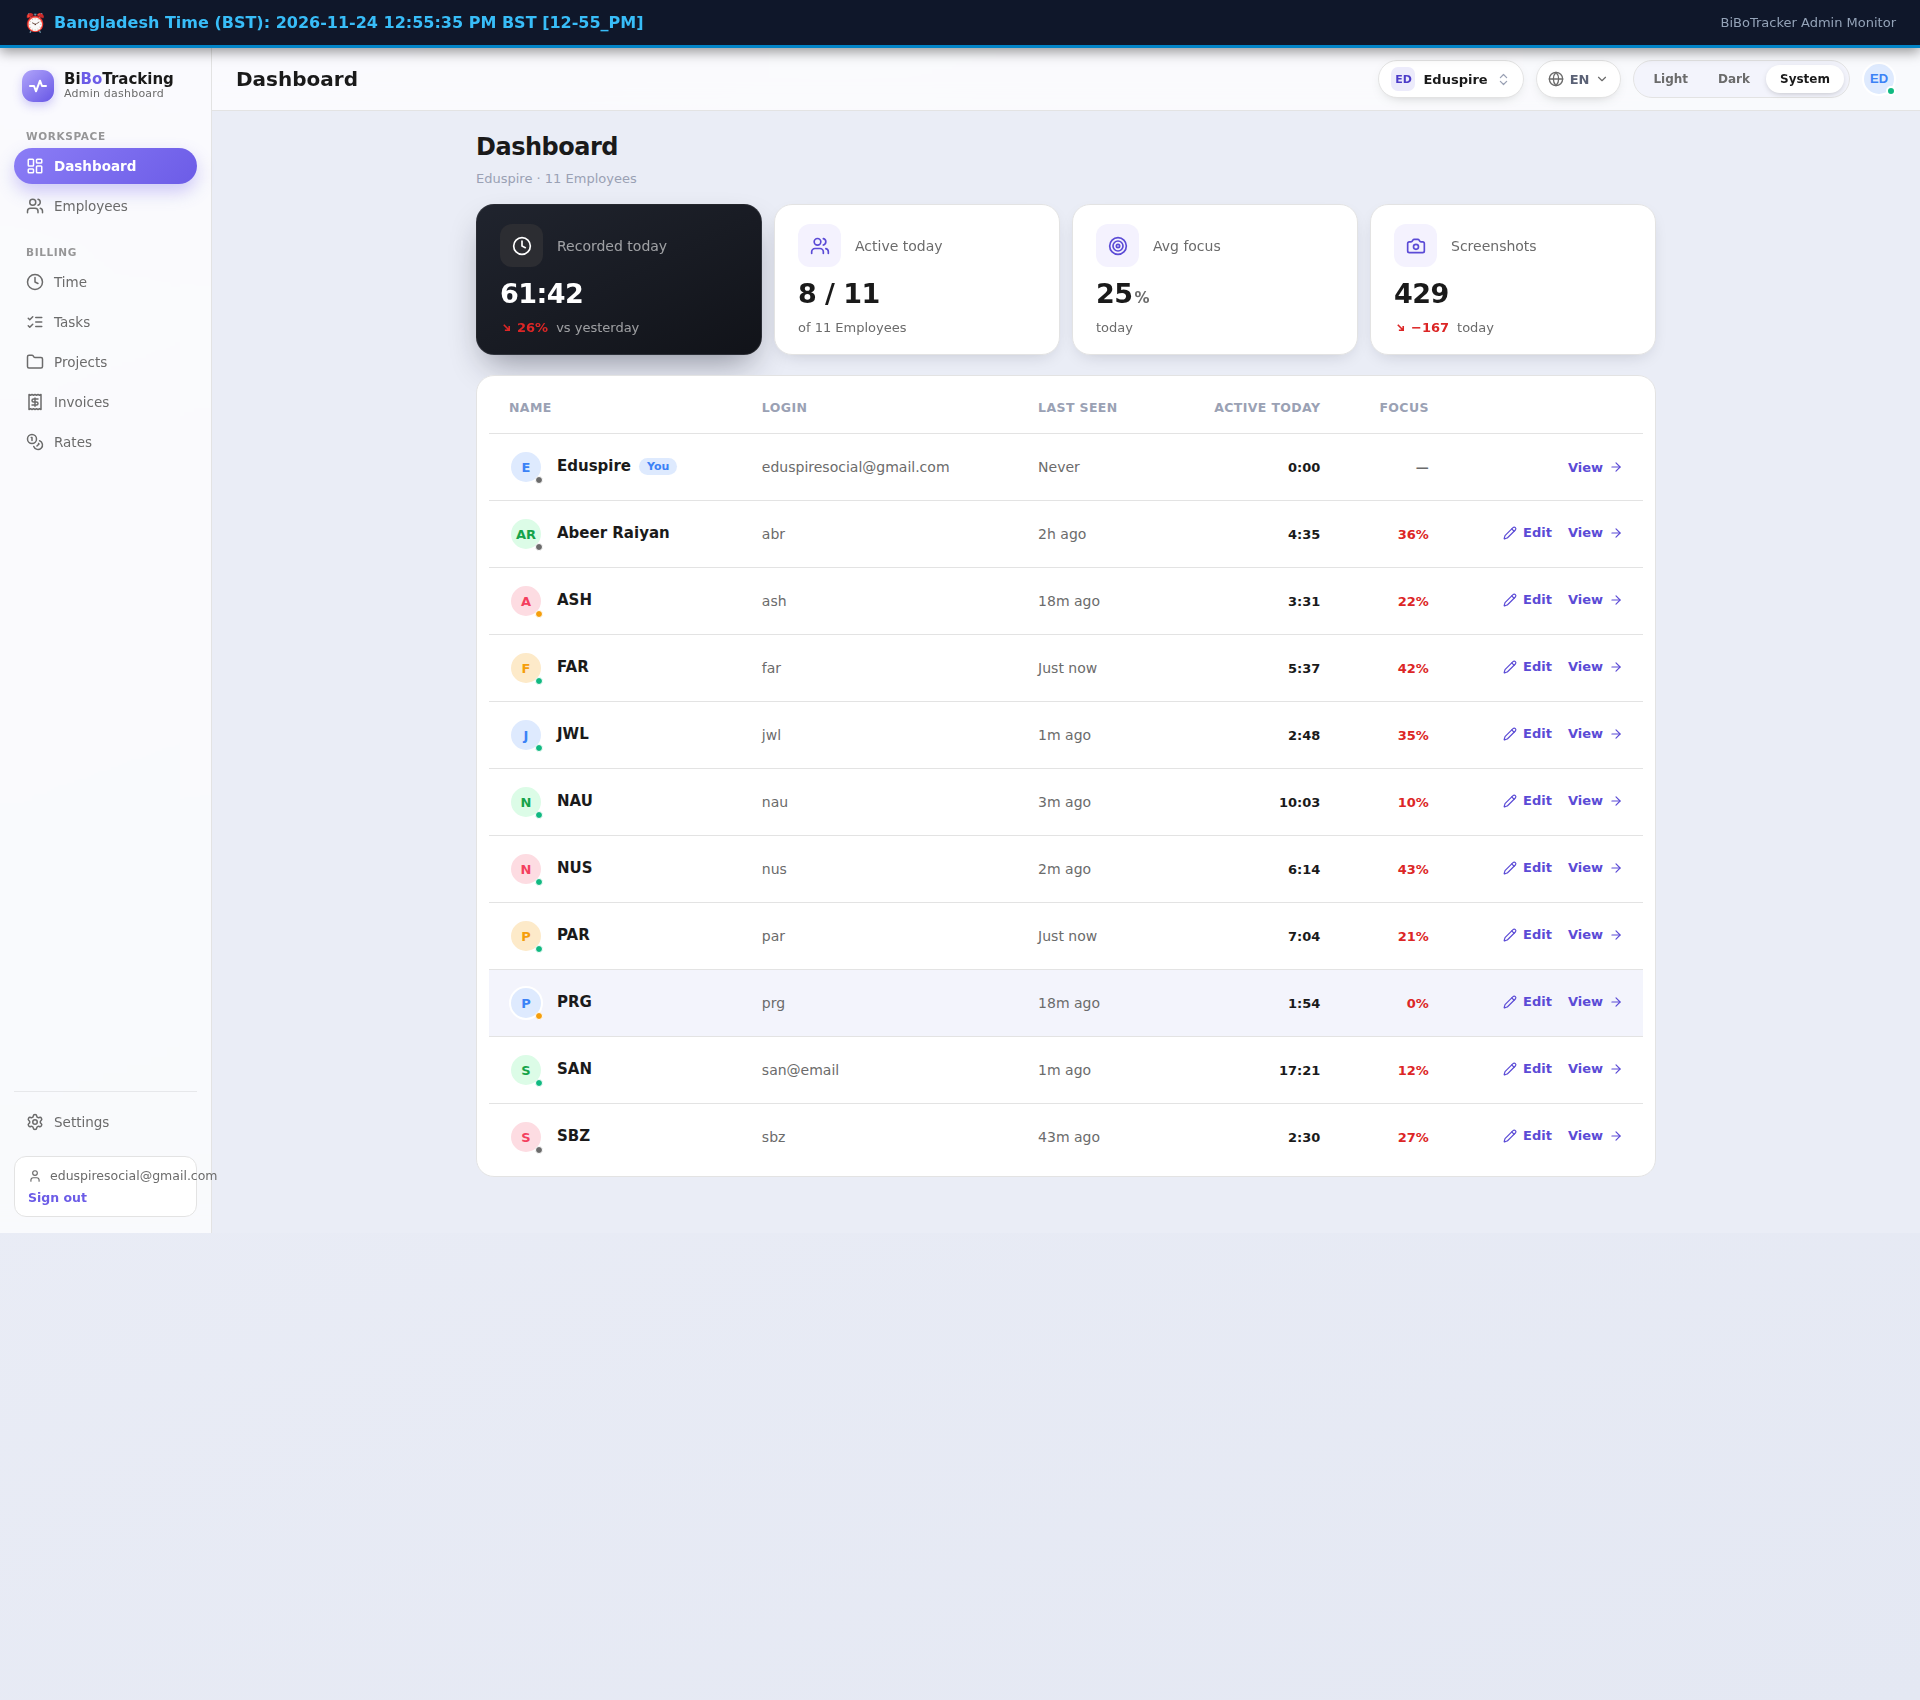 ⏰ Bangladesh Time (BST): 2026-11-24 12:55:35 PM BST [12-55_PM]
BiBoTracker Admin Monitor
BiBoTracking
Admin dashboard
WORKSPACE
Dashboard
Employees
BILLING
Time
Tasks
Projects
Invoices
Rates
Settings
eduspiresocial@gmail.com
Sign out
Dashboard
ED Eduspire
EN
Light Dark System
ED
Dashboard
Eduspire · 11 Employees
Recorded today
61:42
↘ 26% vs yesterday
Active today
8 / 11
of 11 Employees
Avg focus
25%
today
Screenshots
429
↘ −167 today
NAME LOGIN LAST SEEN ACTIVE TODAY FOCUS
E Eduspire You eduspiresocial@gmail.com Never 0:00 — View →
AR Abeer Raiyan abr 2h ago 4:35 36% Edit View →
A ASH ash 18m ago 3:31 22% Edit View →
F FAR far Just now 5:37 42% Edit View →
J JWL jwl 1m ago 2:48 35% Edit View →
N NAU nau 3m ago 10:03 10% Edit View →
N NUS nus 2m ago 6:14 43% Edit View →
P PAR par Just now 7:04 21% Edit View →
P PRG prg 18m ago 1:54 0% Edit View →
S SAN san@email 1m ago 17:21 12% Edit View →
S SBZ sbz 43m ago 2:30 27% Edit View →